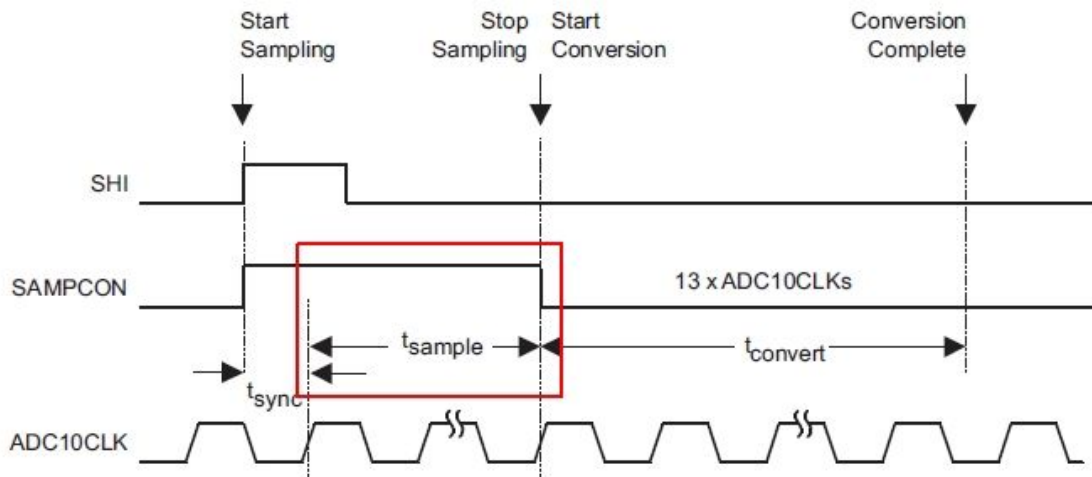 Start
Sampling
Stop
Sampling
Start
Conversion
Conversion
Complete
SHI
SAMPCON
13 x ADC10CLKs
tsample
tconvert
tsync
ADC10CLK